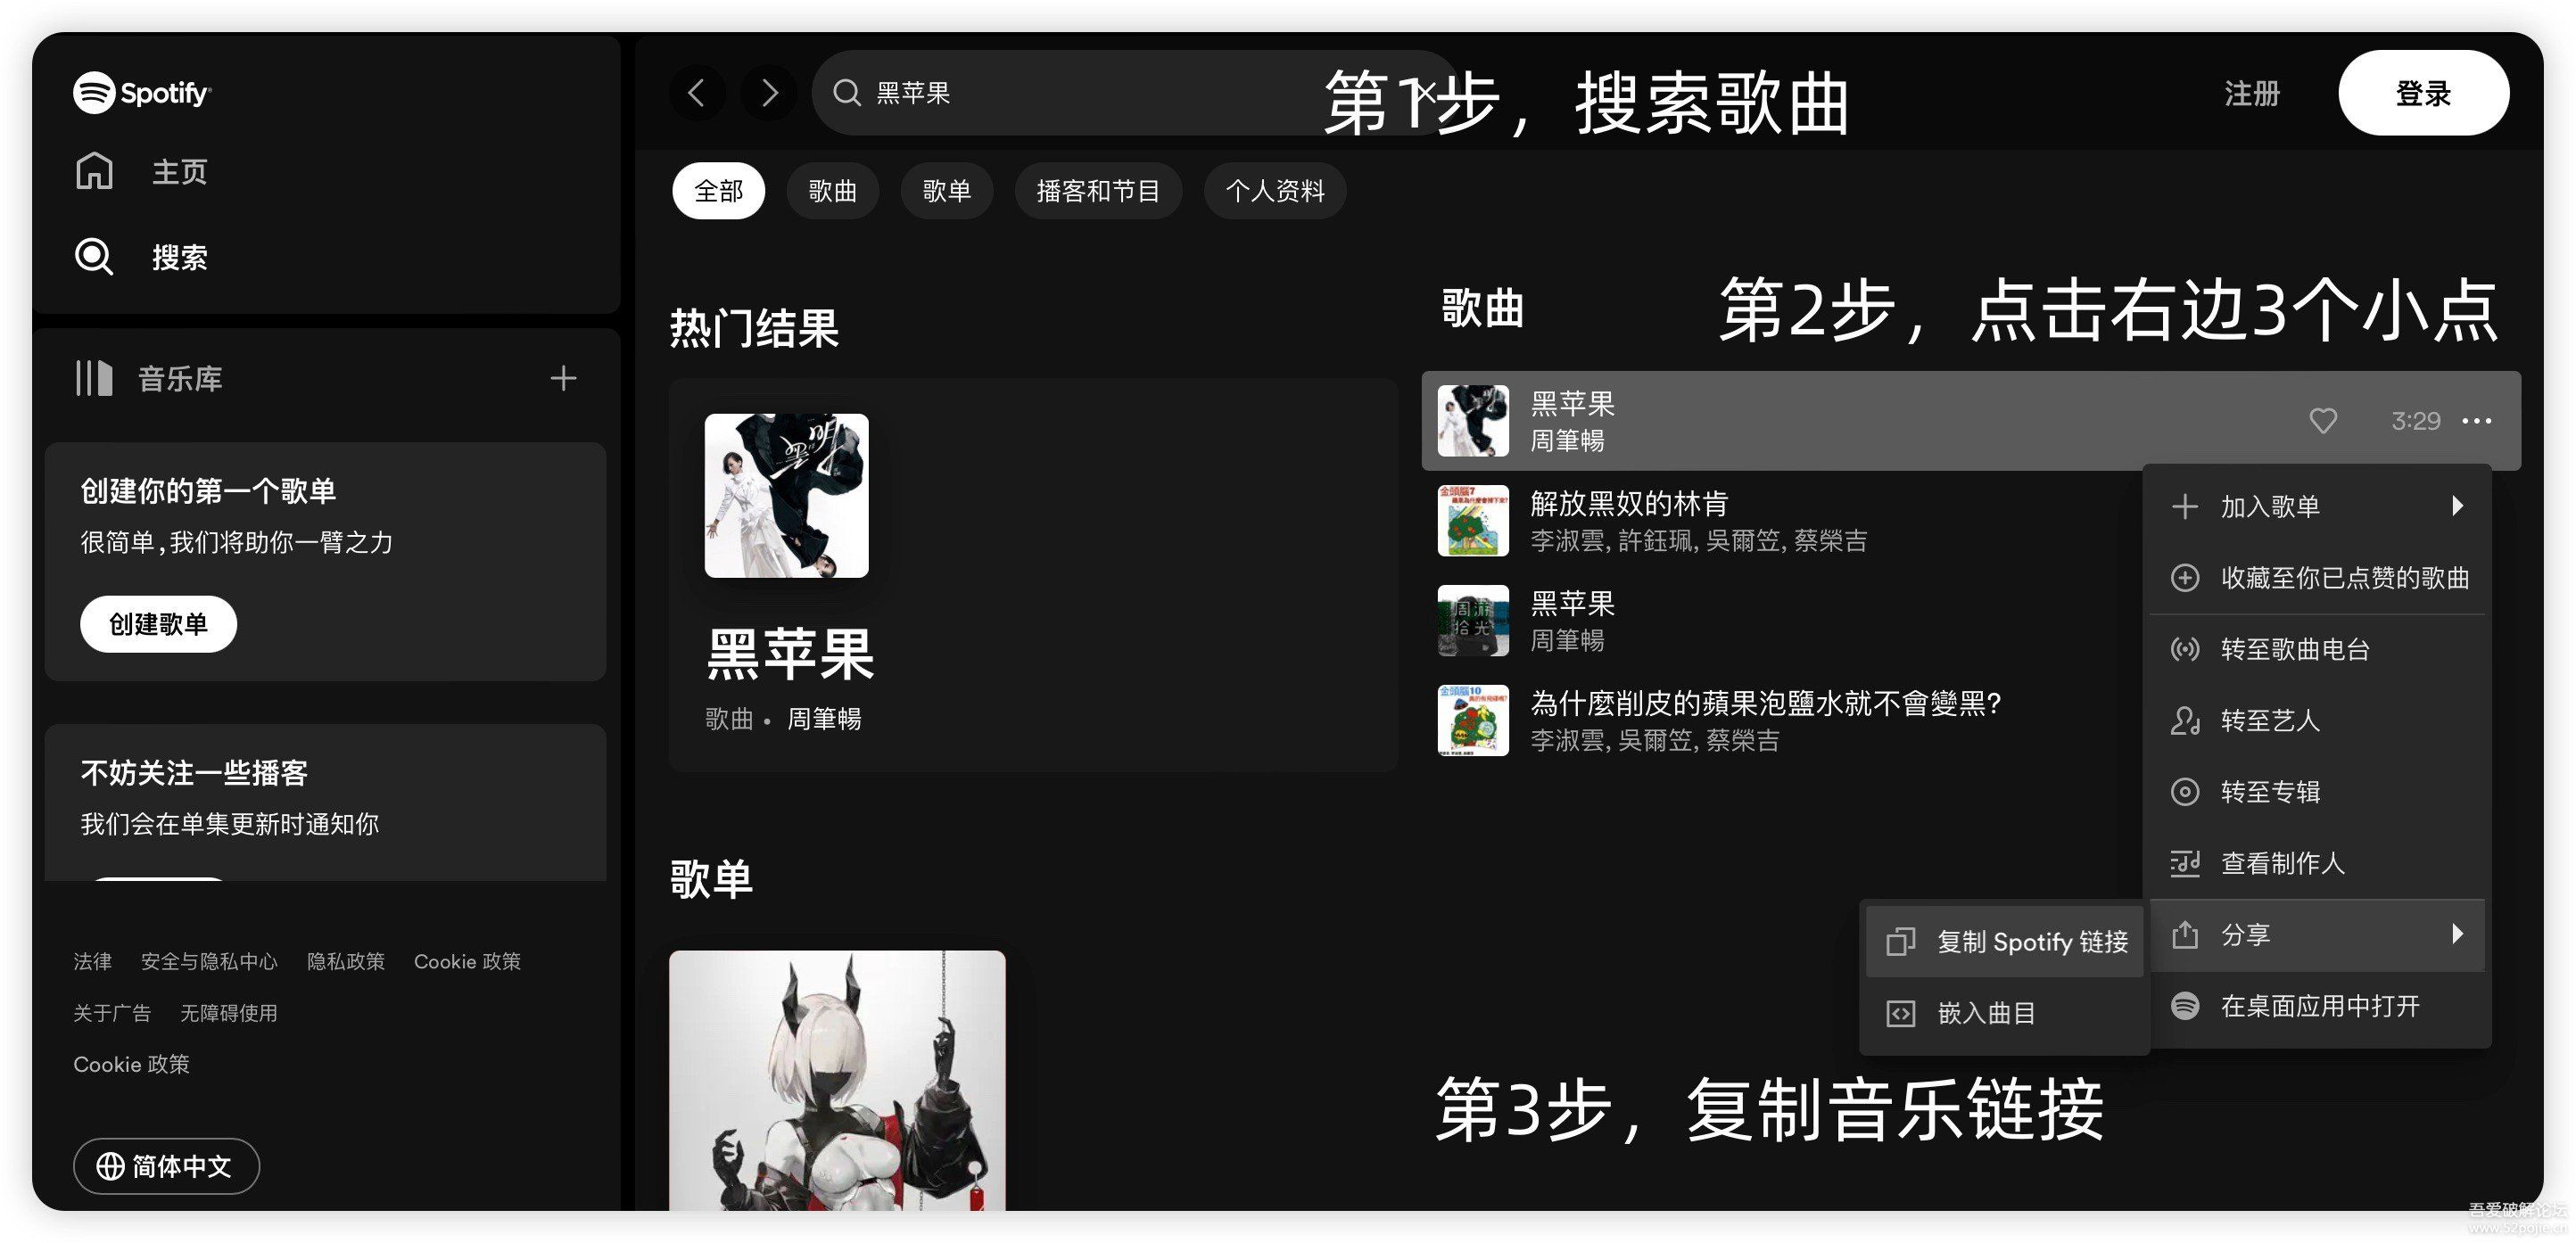 Spotify
主页
搜索
音乐库
创建你的第一个歌单
很简单,我们将助你一臂之力
创建歌单
不妨关注一些播客
我们会在单集更新时通知你
法律 安全与隐私中心 隐私政策 Cookie 政策
关于广告 无障碍使用
Cookie 政策
简体中文
黑苹果
第1步，搜索歌曲
注册
登录
全部 歌曲 歌单 播客和节目 个人资料
热门结果
黑苹果
歌曲 • 周筆暢
歌曲
第2步，点击右边3个小点
黑苹果
周筆暢
3:29
金頭腦7
解放黑奴的林肯
李淑雲, 許鈺珮, 吳爾笠, 蔡榮吉
周游
拾光
黑苹果
周筆暢
金頭腦10
為什麼削皮的蘋果泡鹽水就不會變黑?
李淑雲, 吳爾笠, 蔡榮吉
加入歌单
收藏至你已点赞的歌曲
转至歌曲电台
转至艺人
转至专辑
查看制作人
分享
在桌面应用中打开
复制 Spotify 链接
嵌入曲目
第3步，复制音乐链接
歌单
吾爱破解论坛
www.52pojie.cn